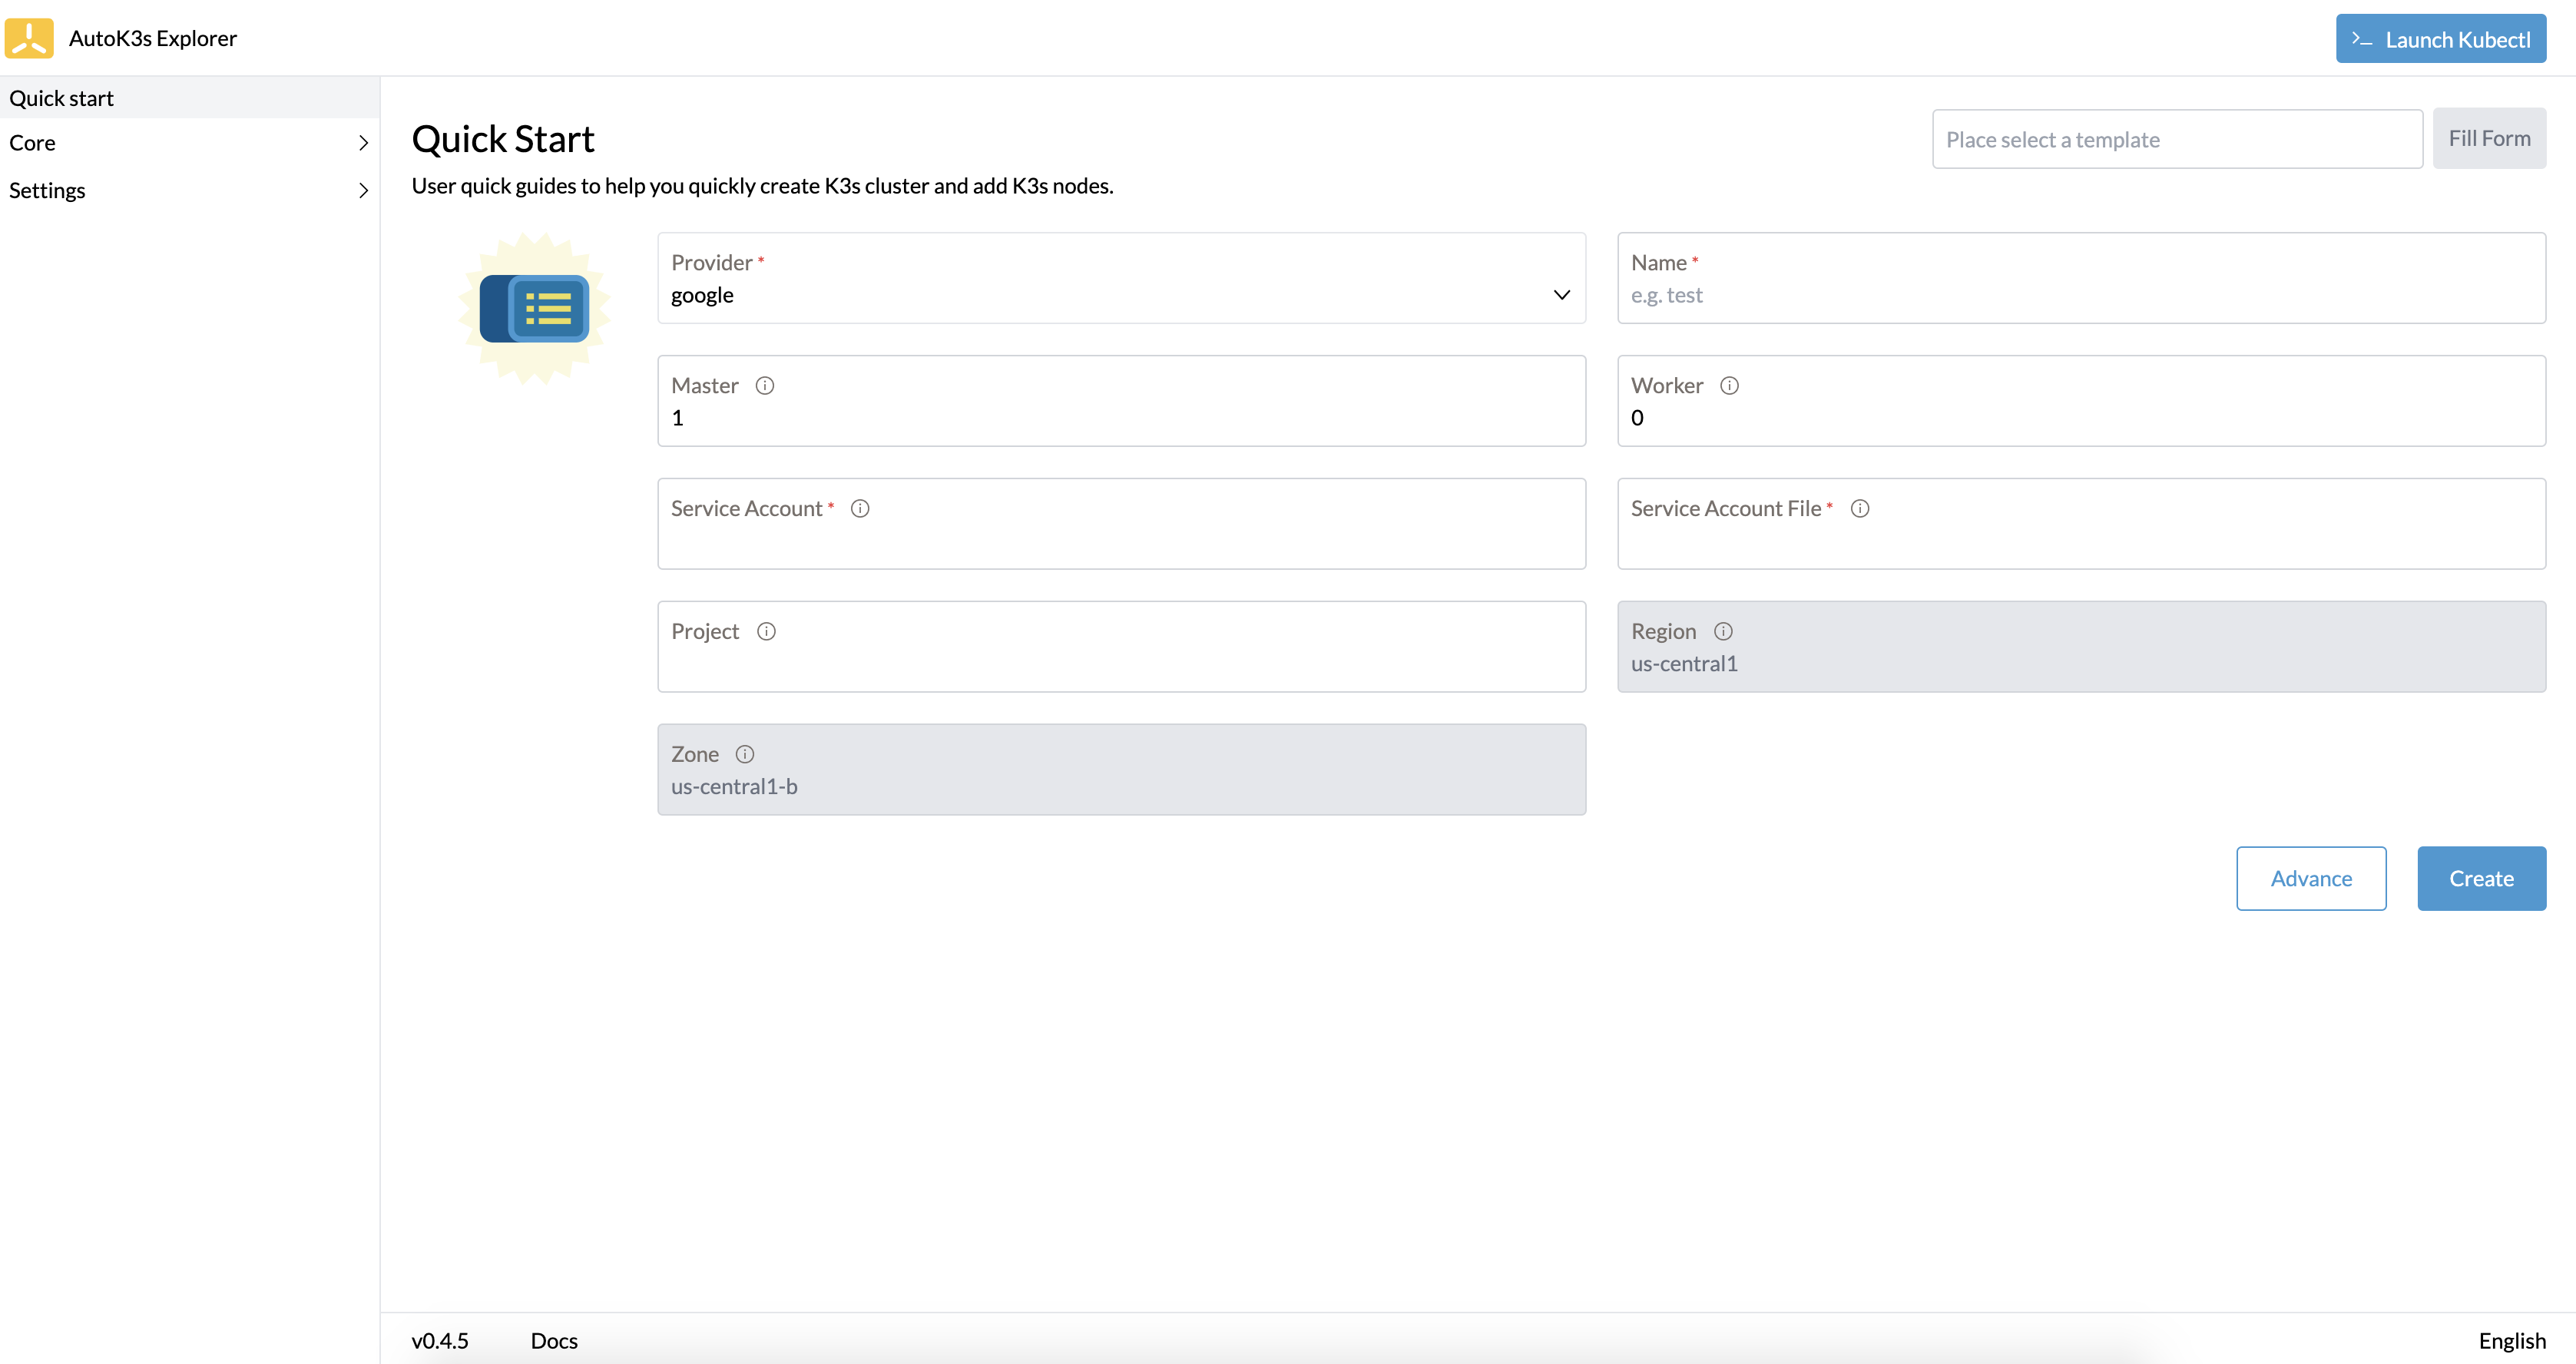 AutoK3s Explorer
>_ Launch Kubectl
Quick start
Core
Settings
Quick Start
Place select a template
Fill Form
User quick guides to help you quickly create K3s cluster and add K3s nodes.
Provider *
google
Name *
e.g. test
Master
1
Worker
0
Service Account *
Service Account File *
Project
Region
us-central1
Zone
us-central1-b
Advance
Create
v0.4.5
Docs
English